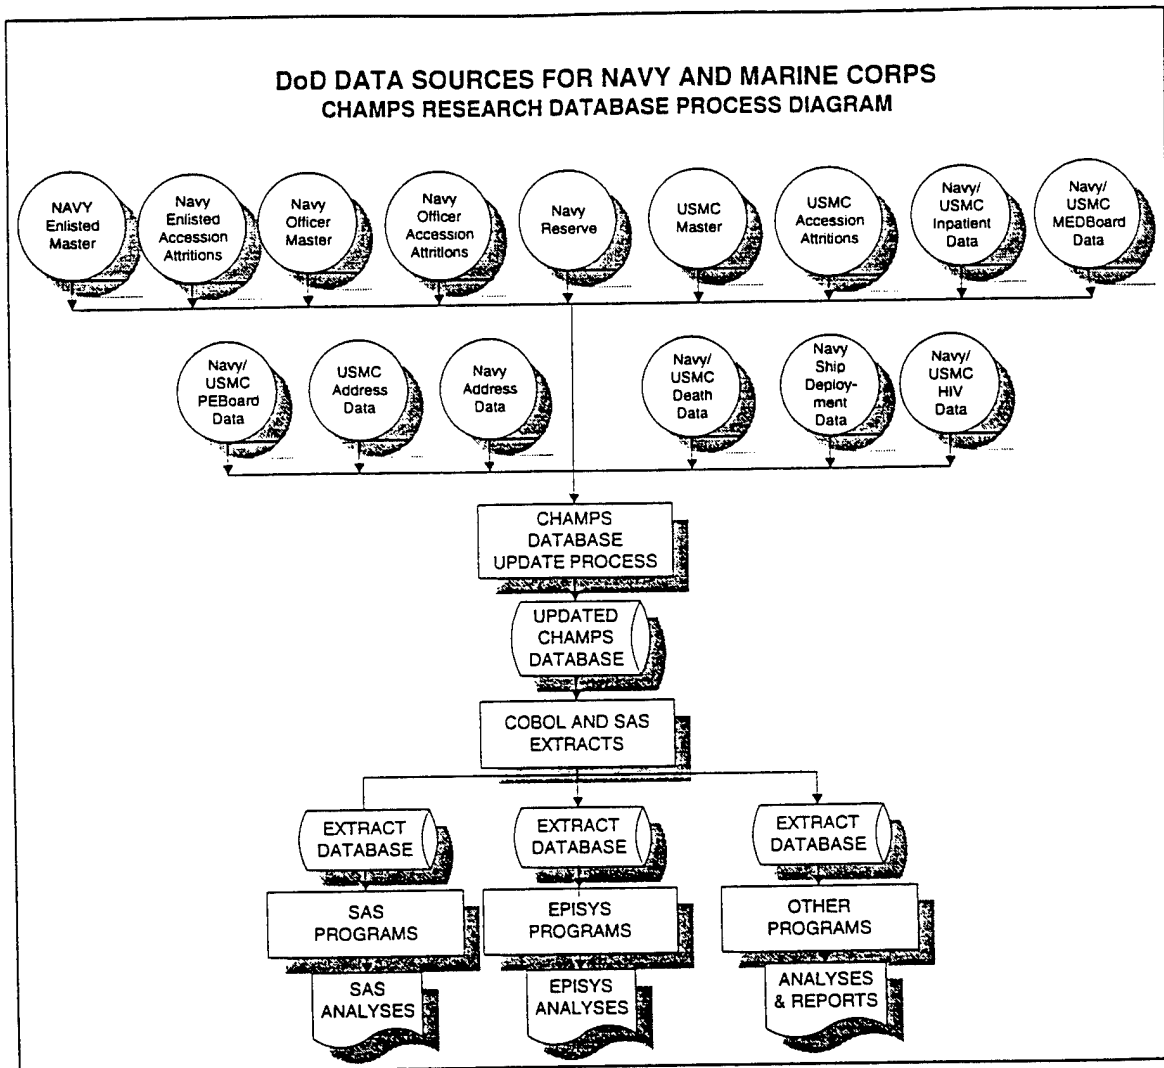 DoD DATA SOURCES FOR NAVY AND MARINE CORPS
CHAMPS RESEARCH DATABASE PROCESS DIAGRAM
NAVY
Enlisted
Master
Navy
Enlisted
Accession
Attritions
Navy
Officer
Master
Navy
Officer
Accession
Attritions
Navy
Reserve
USMC
Master
USMC
Accession
Attritions
Navy/
USMC
Inpatient
Data
Navy/
USMC
MEDBoard
Data
Navy/
USMC
PEBoard
Data
USMC
Address
Data
Navy
Address
Data
Navy/
USMC
Death
Data
Navy
Ship
Deploy-
ment
Data
Navy/
USMC
HIV
Data
CHAMPS
DATABASE
UPDATE PROCESS
UPDATED
CHAMPS
DATABASE
COBOL AND SAS
EXTRACTS
EXTRACT
DATABASE
EXTRACT
DATABASE
EXTRACT
DATABASE
SAS
PROGRAMS
EPISYS
PROGRAMS
OTHER
PROGRAMS
SAS
ANALYSES
EPISYS
ANALYSES
ANALYSES
& REPORTS